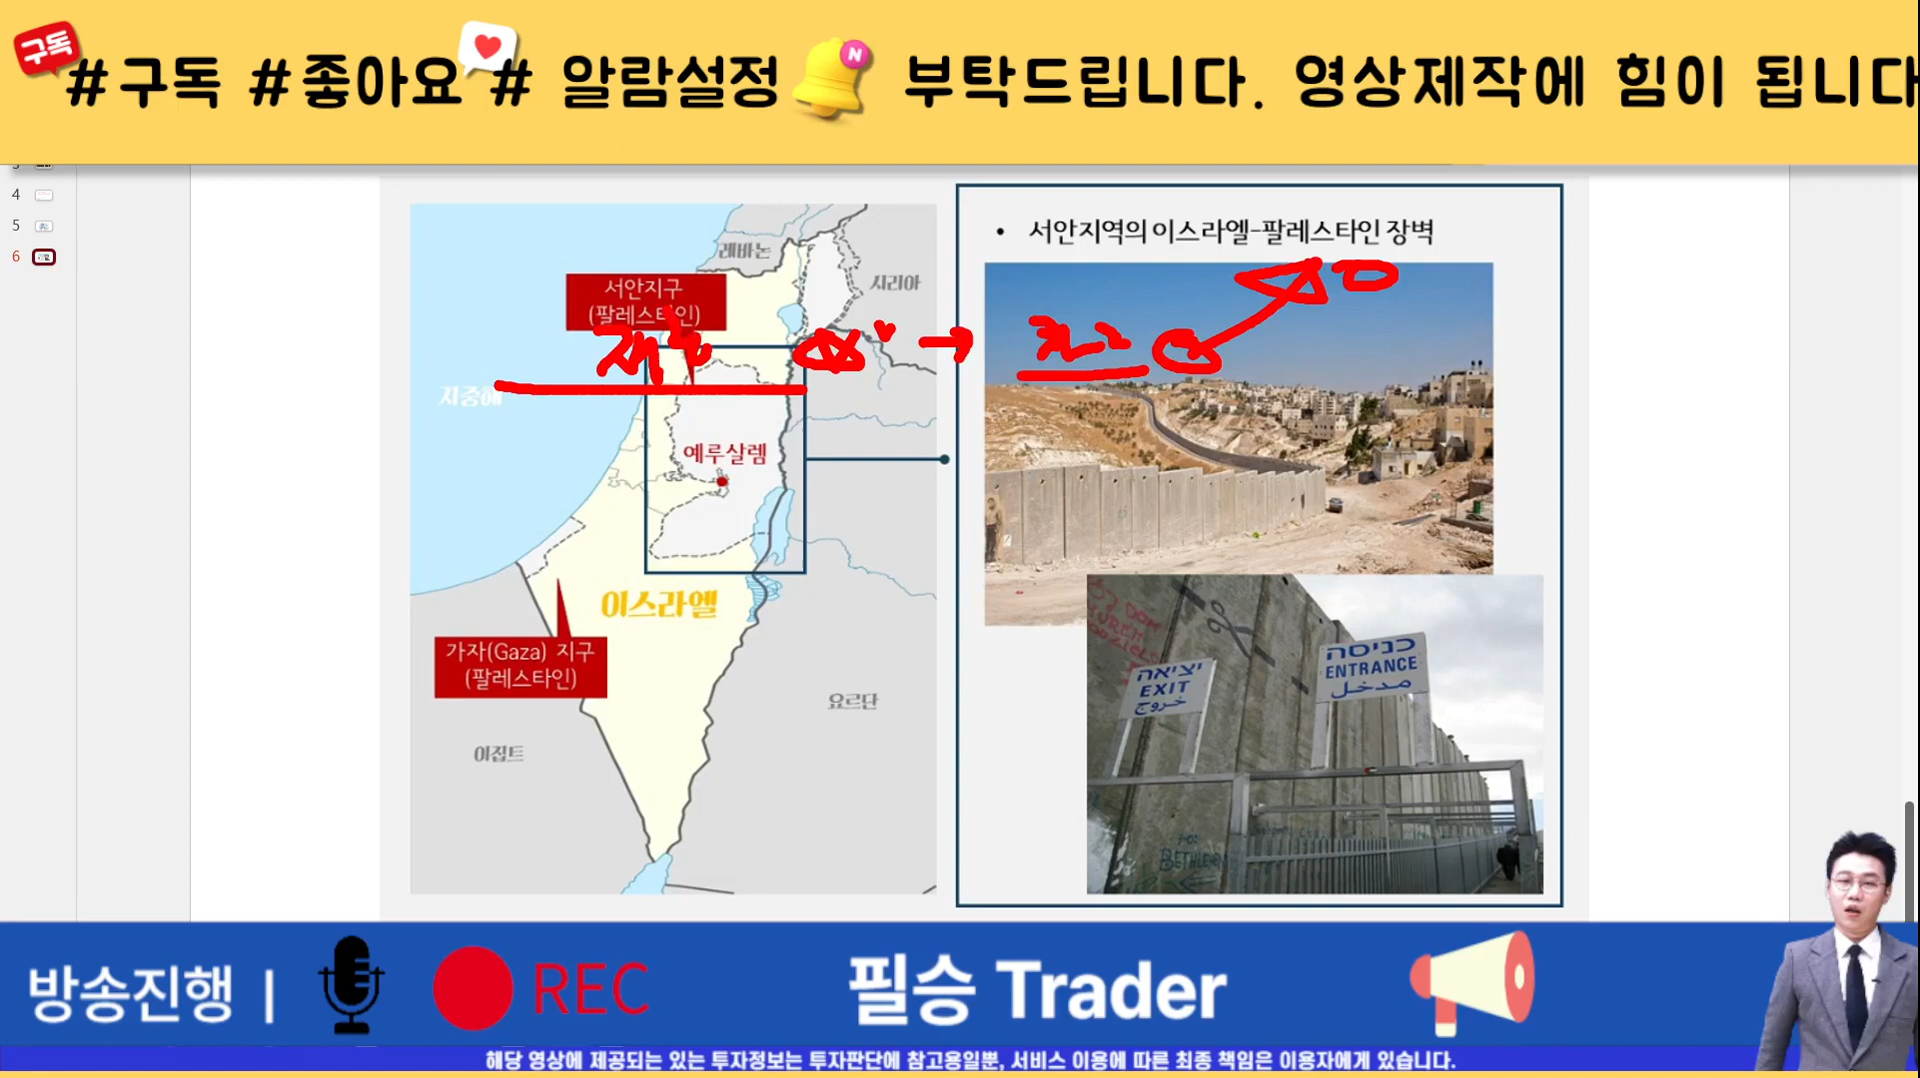 구독
#구독 #좋아요 # 알람설정 N 부탁드립니다. 영상제작에 힘이 됩니다
4
5
6
• 서안지역의 이스라엘-팔레스타인 장벽
레바논
시리아
서안지구
(팔레스타인)
지중해
예루살렘
이스라엘
가자(Gaza) 지구
(팔레스타인)
요르단
이집트
יציאה
EXIT
خروج
כניסה
ENTRANCE
مدخل
방송진행 |
REC
필승 Trader
해당 영상에 제공되는 있는 투자정보는 투자판단에 참고용일뿐, 서비스 이용에 따른 최종 책임은 이용자에게 있습니다.